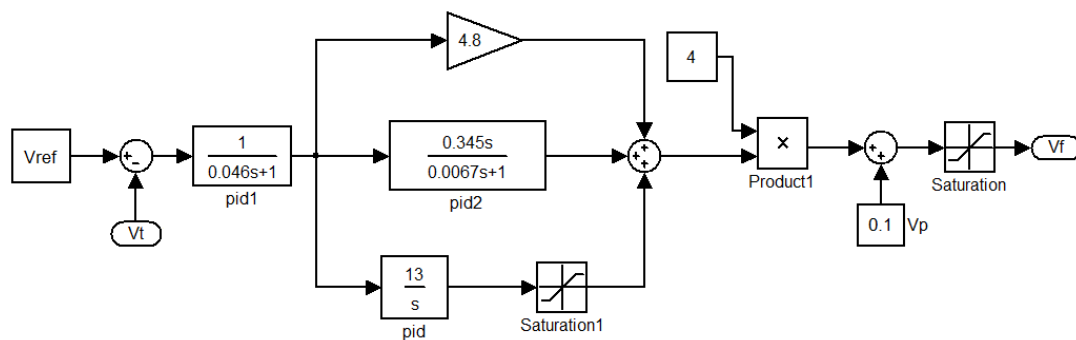 4.8
4
Vref
+
−
1
0.046s+1
pid1
0.345s
0.0067s+1
pid2
+
+
+
×
Product1
+
+
Saturation
Vf
Vt
0.1
Vp
13
s
pid
Saturation1